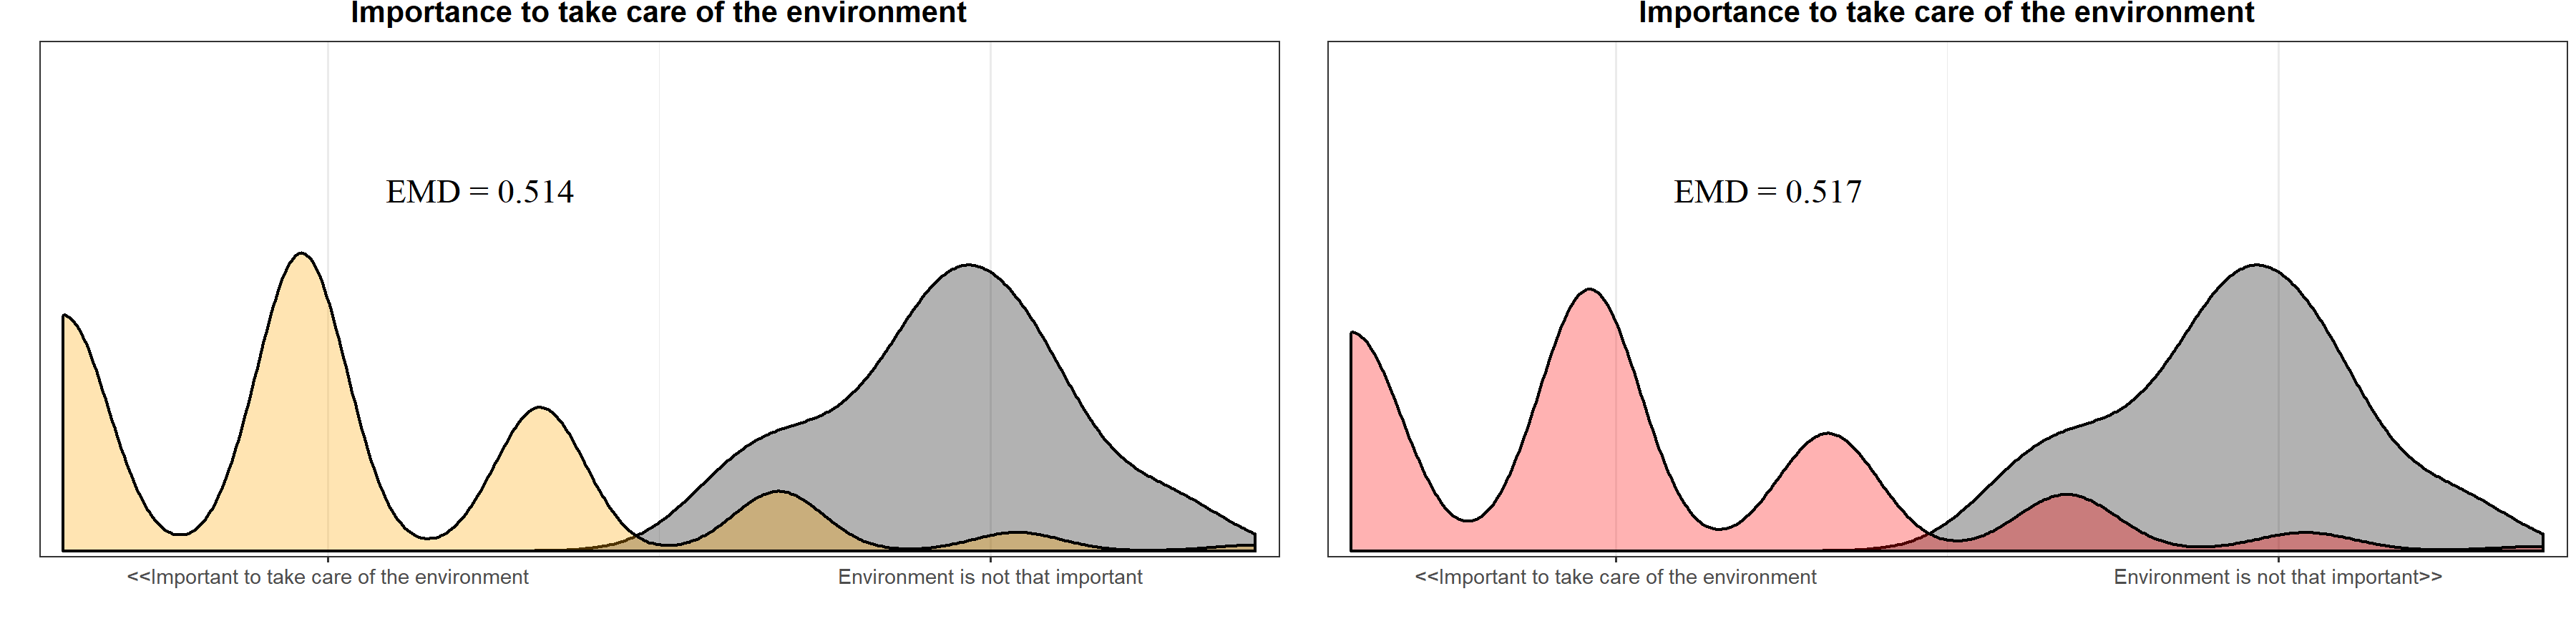 Importance to take care of the environment
EMD = 0.514
<<Important to take care of the environment
Environment is not that important
Importance to take care of the environment
EMD = 0.517
<<Important to take care of the environment
Environment is not that important>>